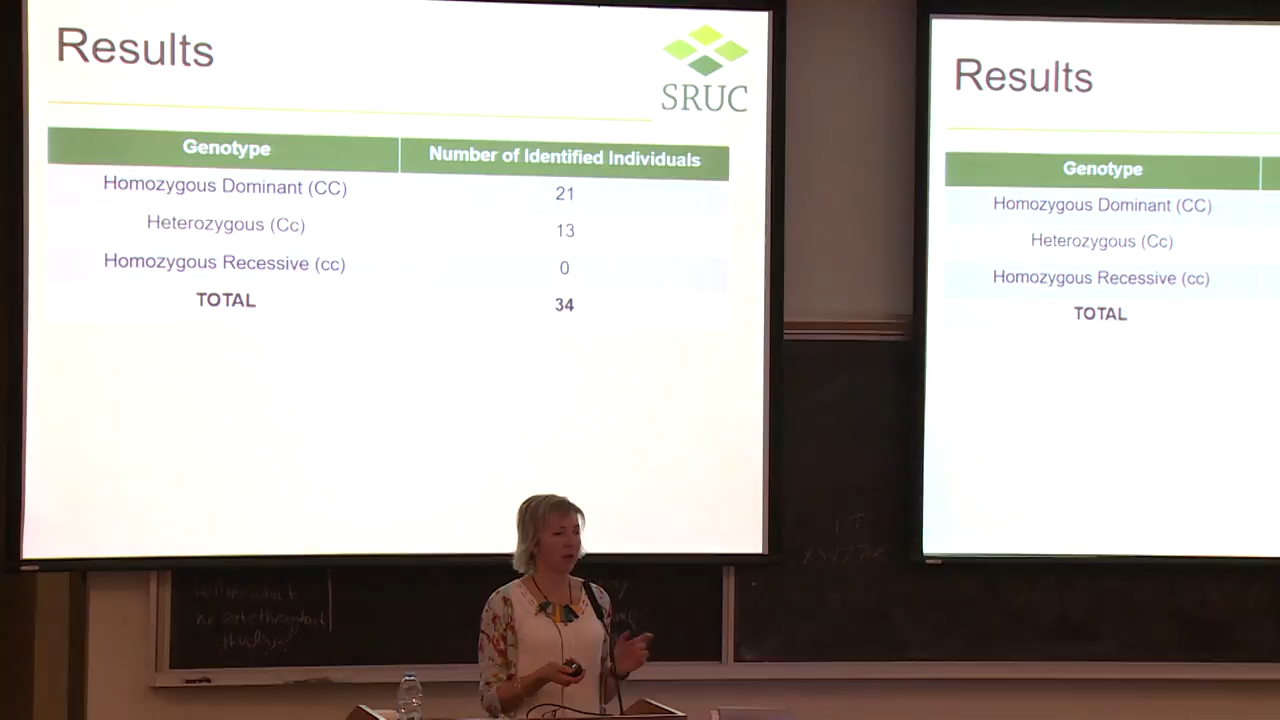 Results
SRUC
Genotype Number of Identified Individuals
Homozygous Dominant (CC) 21
Heterozygous (Cc) 13
Homozygous Recessive (cc) 0
TOTAL 34
Results
Genotype
Homozygous Dominant (CC)
Heterozygous (Cc)
Homozygous Recessive (cc)
TOTAL